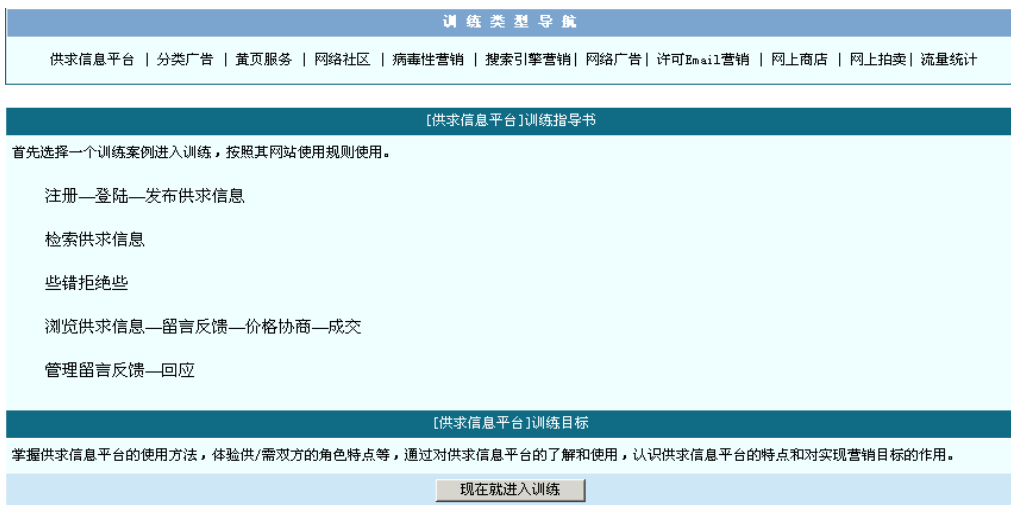 训练类型导航
供求信息平台 | 分类广告 | 黄页服务 | 网络社区 | 病毒性营销 | 搜索引擎营销| 网络广告| 许可Email营销 | 网上商店 | 网上拍卖| 流量统计
[供求信息平台]训练指导书
首先选择一个训练案例进入训练，按照其网站使用规则使用。
注册—登陆—发布供求信息
检索供求信息
些错拒绝些
浏览供求信息—留言反馈—价格协商—成交
管理留言反馈—回应
[供求信息平台]训练目标
掌握供求信息平台的使用方法，体验供/需双方的角色特点等，通过对供求信息平台的了解和使用，认识供求信息平台的特点和对实现营销目标的作用。
现在就进入训练